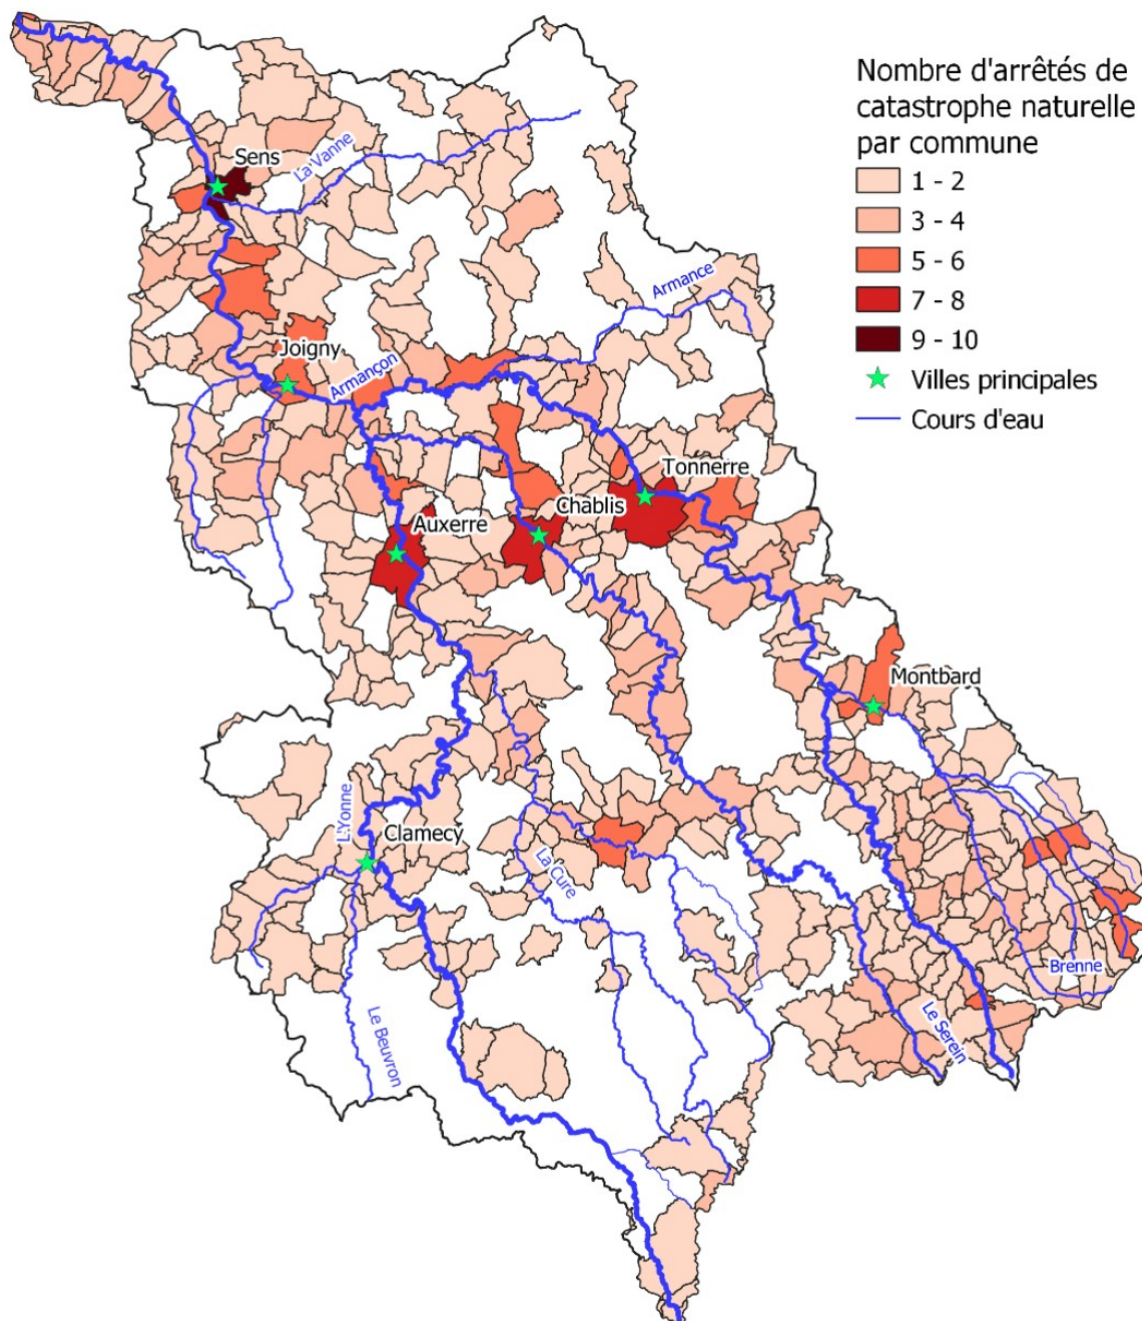 Nombre d'arrêtés de
catastrophe naturelle
par commune
1 - 2
3 - 4
5 - 6
7 - 8
9 - 10
Villes principales
Cours d'eau
Sens
La Vanne
Armance
Joigny
Armançon
Tonnerre
Chablis
Auxerre
Montbard
L'Yonne
Clamecy
La Cure
Brenne
Le Serein
Le Beuvron